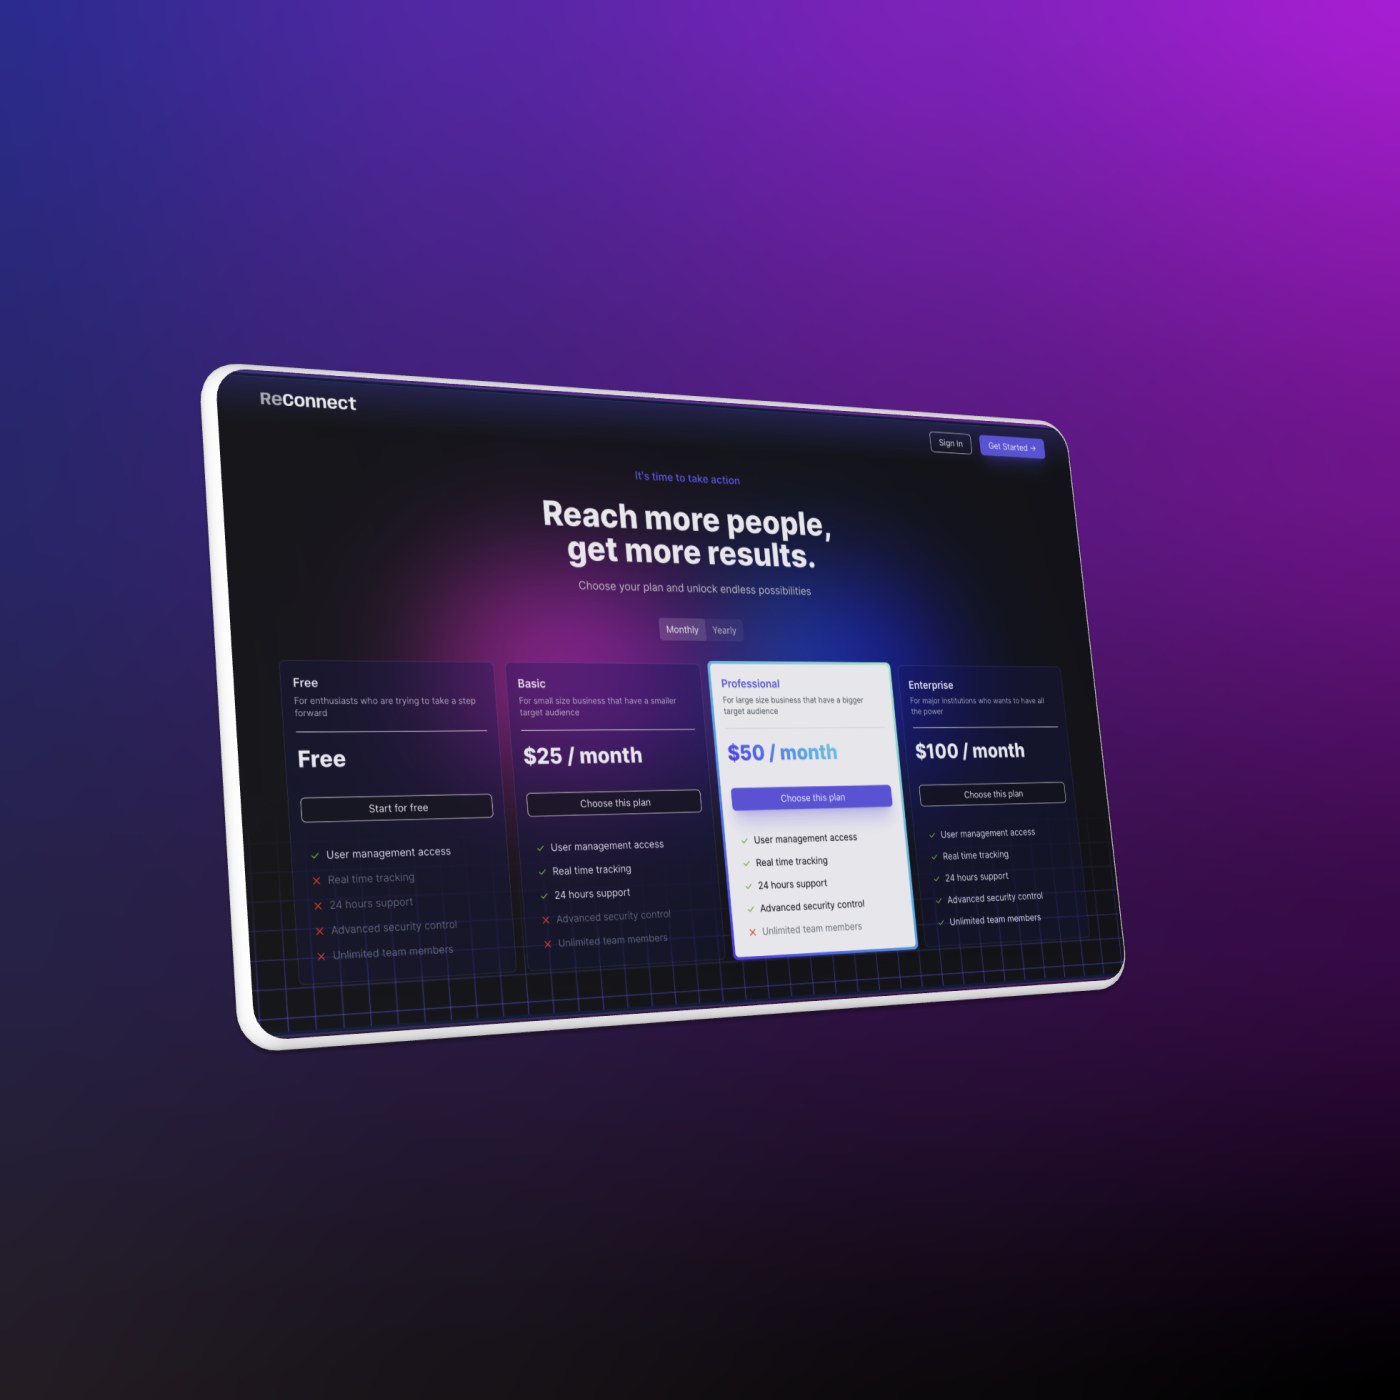 ReConnect
Sign In
Get Started →
It's time to take action
Reach more people,
get more results.
Choose your plan and unlock endless possibilities
Monthly
Yearly
Free
For enthusiasts who are trying to take a step
forward
Free
Start for free
User management access
Real time tracking
24 hours support
Advanced security control
Unlimited team members
Basic
For small size business that have a smaller
target audience
$25 / month
Choose this plan
User management access
Real time tracking
24 hours support
Advanced security control
Unlimited team members
Professional
For large size business that have a bigger
target audience
$50 / month
Choose this plan
User management access
Real time tracking
24 hours support
Advanced security control
Unlimited team members
Enterprise
For major institutions who wants to have all
the power
$100 / month
Choose this plan
User management access
Real time tracking
24 hours support
Advanced security control
Unlimited team members